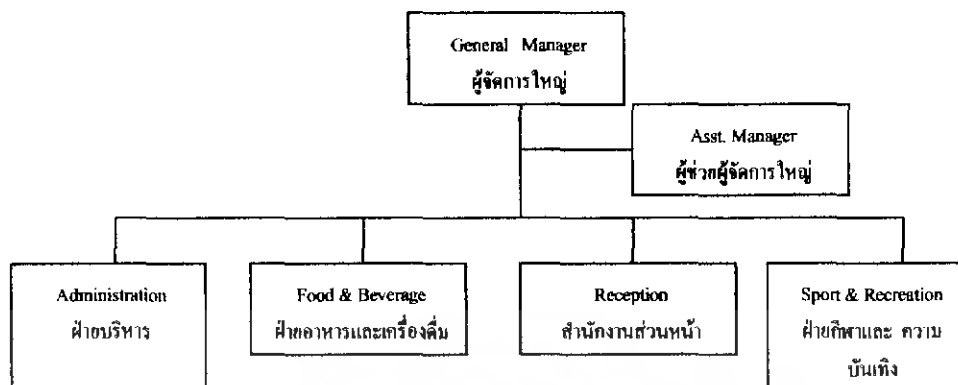 General Manager
ผู้จัดการใหญ่
Asst. Manager
ผู้ช่วยผู้จัดการใหญ่
Administration
ฝ่ายบริหาร
Food & Beverage
ฝ่ายอาหารและเครื่องดื่ม
Reception
สำนักงานส่วนหน้า
Sport & Recreation
ฝ่ายกีฬาและ ความ
บันเทิง